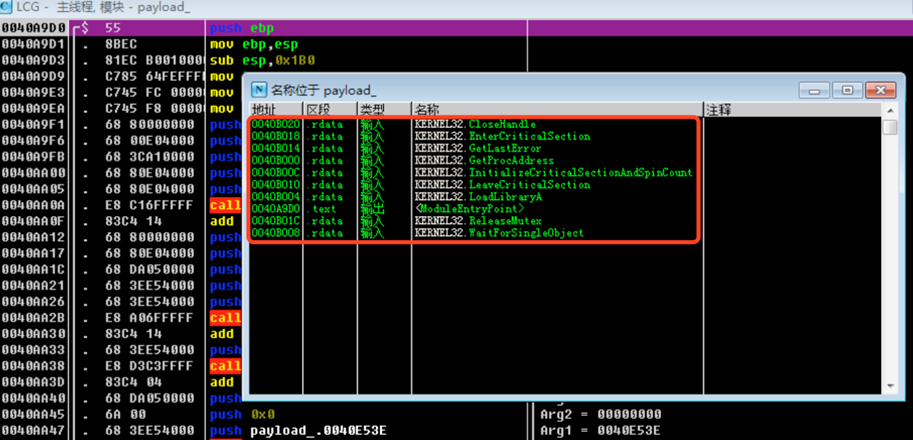 LCG - 主线程, 模块 - payload_
0040A9D0 $ 55 push ebp
0040A9D1 . 8BEC mov ebp,esp
0040A9D3 . 81EC B0010000 sub esp,0x1B0
0040A9D9 . C785 64FEFFFF mov
0040A9E3 . C745 FC 0000 mov
0040A9EA . C745 F8 0000 mov
0040A9F1 . 68 80000000 push
0040A9F6 . 68 00E04000 push
0040A9FB . 68 3CA10000 push
0040AA00 . 68 80E04000 push
0040AA05 . 68 80E04000 push
0040AA0A . E8 C16FFFFF call
0040AA0F . 83C4 14 add
0040AA12 . 68 80000000 push
0040AA17 . 68 80E04000 push
0040AA1C . 68 DA050000 push
0040AA21 . 68 3EE54000 push
0040AA26 . 68 3EE54000 push
0040AA2B . E8 A06FFFFF call
0040AA30 . 83C4 14 add
0040AA33 . 68 3EE54000 push
0040AA38 . E8 D3C3FFFF call
0040AA3D . 83C4 04 add
0040AA40 . 68 DA050000 push
0040AA45 . 6A 00 push 0x0 Arg2 = 00000000
0040AA47 . 68 3EE54000 push payload_.0040E53E Arg1 = 0040E53E
N 名称位于 payload_
地址 区段 类型 名称 注释
0040B020 .rdata 输入 KERNEL32.CloseHandle
0040B018 .rdata 输入 KERNEL32.EnterCriticalSection
0040B014 .rdata 输入 KERNEL32.GetLastError
0040B000 .rdata 输入 KERNEL32.GetProcAddress
0040B00C .rdata 输入 KERNEL32.InitializeCriticalSectionAndSpinCount
0040B010 .rdata 输入 KERNEL32.LeaveCriticalSection
0040B004 .rdata 输入 KERNEL32.LoadLibraryA
0040A9D0 .text 输出 <ModuleEntryPoint>
0040B01C .rdata 输入 KERNEL32.ReleaseMutex
0040B008 .rdata 输入 KERNEL32.WaitForSingleObject